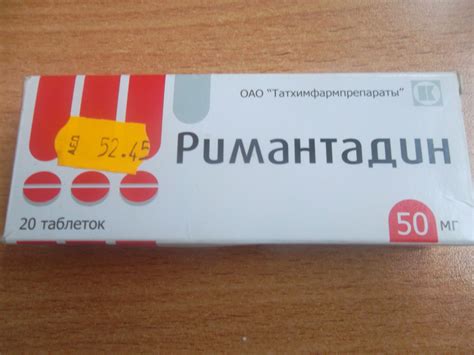 ОАО "Татхимфармпрепараты"
52.45
Римантадин
20 таблеток
50 мг